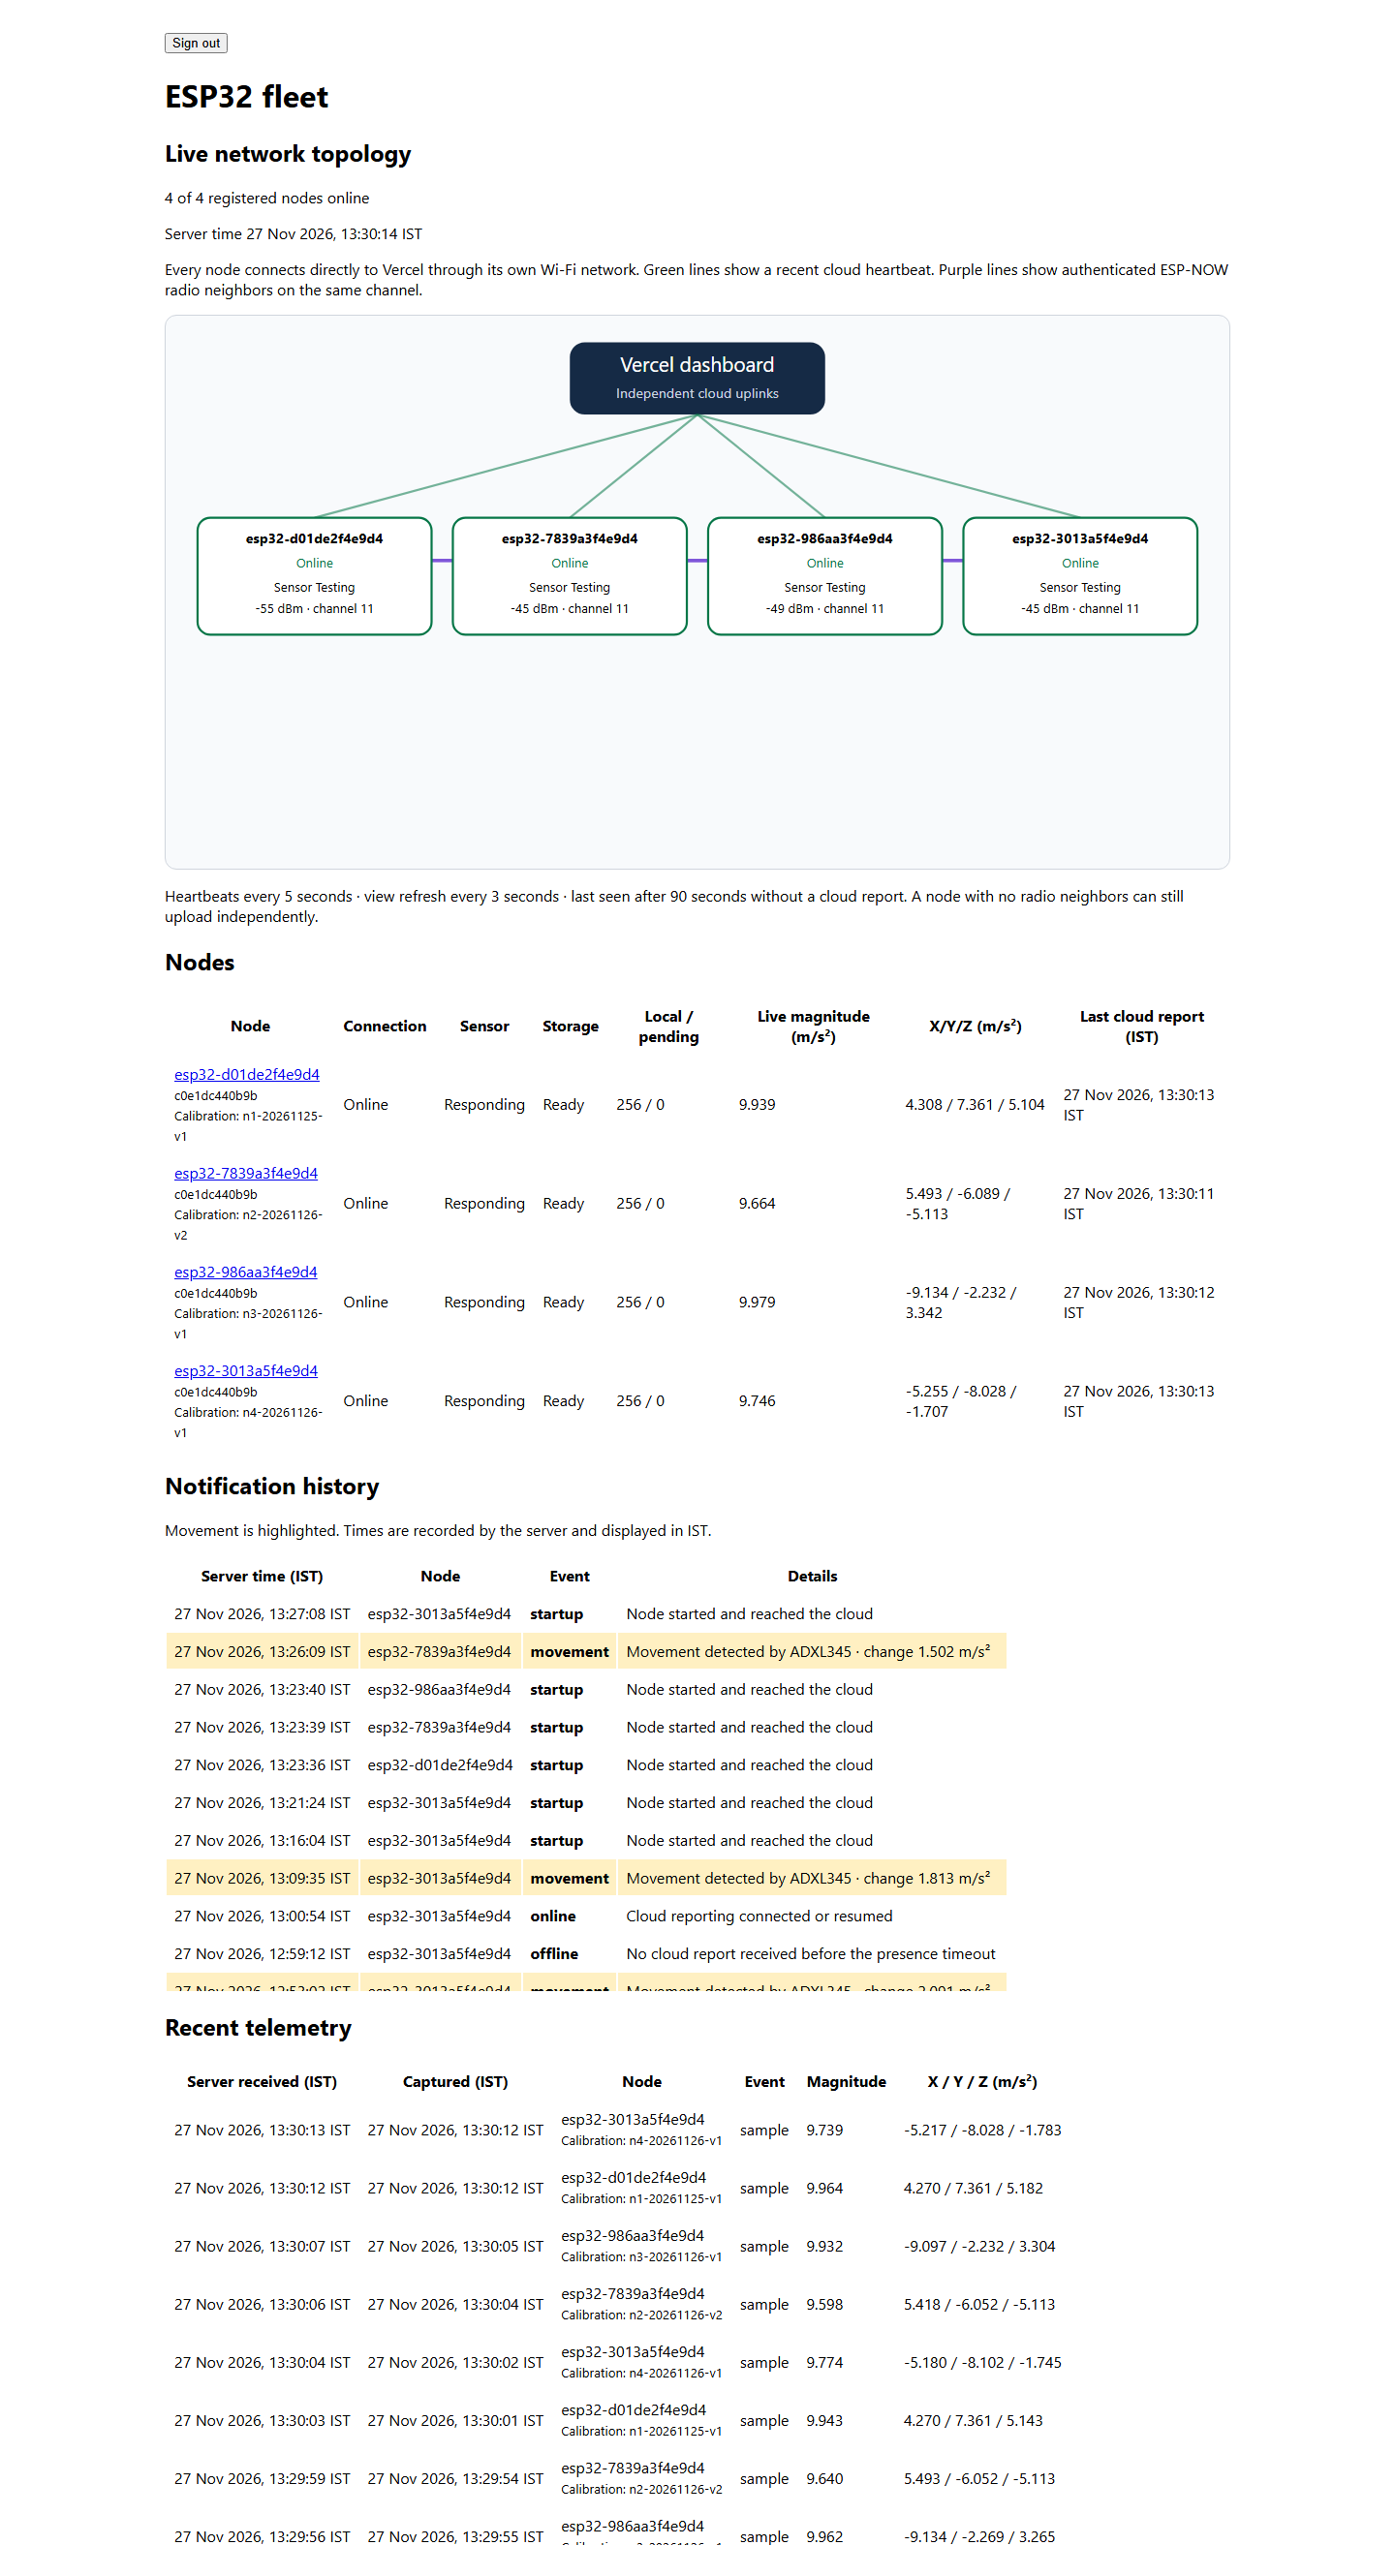 Sign out
ESP32 fleet
Live network topology
4 of 4 registered nodes online
Server time 27 Nov 2026, 13:30:14 IST
Every node connects directly to Vercel through its own Wi-Fi network. Green lines show a recent cloud heartbeat. Purple lines show authenticated ESP-NOW
radio neighbors on the same channel.
Vercel dashboard
Independent cloud uplinks
esp32-d01de2f4e9d4 esp32-7839a3f4e9d4 esp32-986aa3f4e9d4 esp32-3013a5f4e9d4
Online Online Online Online
Sensor Testing Sensor Testing Sensor Testing Sensor Testing
-55 dBm · channel 11 -45 dBm · channel 11 -49 dBm · channel 11 -45 dBm · channel 11
Heartbeats every 5 seconds · view refresh every 3 seconds · last seen after 90 seconds without a cloud report. A node with no radio neighbors can still
upload independently.
Nodes
Node Connection Sensor Storage Local / pending Live magnitude (m/s²) X/Y/Z (m/s²) Last cloud report (IST)
esp32-d01de2f4e9d4
c0e1dc440b9b
Calibration: n1-20261125-
v1
Online Responding Ready 256 / 0 9.939 4.308 / 7.361 / 5.104 27 Nov 2026, 13:30:13 IST
esp32-7839a3f4e9d4
c0e1dc440b9b
Calibration: n2-20261126-
v2
Online Responding Ready 256 / 0 9.664 5.493 / -6.089 / -5.113 27 Nov 2026, 13:30:11 IST
esp32-986aa3f4e9d4
c0e1dc440b9b
Calibration: n3-20261126-
v1
Online Responding Ready 256 / 0 9.979 -9.134 / -2.232 / 3.342 27 Nov 2026, 13:30:12 IST
esp32-3013a5f4e9d4
c0e1dc440b9b
Calibration: n4-20261126-
v1
Online Responding Ready 256 / 0 9.746 -5.255 / -8.028 / -1.707 27 Nov 2026, 13:30:13 IST
Notification history
Movement is highlighted. Times are recorded by the server and displayed in IST.
Server time (IST) Node Event Details
27 Nov 2026, 13:27:08 IST esp32-3013a5f4e9d4 startup Node started and reached the cloud
27 Nov 2026, 13:26:09 IST esp32-7839a3f4e9d4 movement Movement detected by ADXL345 · change 1.502 m/s²
27 Nov 2026, 13:23:40 IST esp32-986aa3f4e9d4 startup Node started and reached the cloud
27 Nov 2026, 13:23:39 IST esp32-7839a3f4e9d4 startup Node started and reached the cloud
27 Nov 2026, 13:23:36 IST esp32-d01de2f4e9d4 startup Node started and reached the cloud
27 Nov 2026, 13:21:24 IST esp32-3013a5f4e9d4 startup Node started and reached the cloud
27 Nov 2026, 13:16:04 IST esp32-3013a5f4e9d4 startup Node started and reached the cloud
27 Nov 2026, 13:09:35 IST esp32-3013a5f4e9d4 movement Movement detected by ADXL345 · change 1.813 m/s²
27 Nov 2026, 13:00:54 IST esp32-3013a5f4e9d4 online Cloud reporting connected or resumed
27 Nov 2026, 12:59:12 IST esp32-3013a5f4e9d4 offline No cloud report received before the presence timeout
27 Nov 2026, IST esp32-3013a5f4e9d4 movement Movement detected by ADXL345 · change m/s²
Recent telemetry
Server received (IST) Captured (IST) Node Event Magnitude X / Y / Z (m/s²)
27 Nov 2026, 13:30:13 IST 27 Nov 2026, 13:30:12 IST esp32-3013a5f4e9d4 sample 9.739 -5.217 / -8.028 / -1.783
Calibration: n4-20261126-v1
27 Nov 2026, 13:30:12 IST 27 Nov 2026, 13:30:12 IST esp32-d01de2f4e9d4 sample 9.964 4.270 / 7.361 / 5.182
Calibration: n1-20261125-v1
27 Nov 2026, 13:30:07 IST 27 Nov 2026, 13:30:05 IST esp32-986aa3f4e9d4 sample 9.932 -9.097 / -2.232 / 3.304
Calibration: n3-20261126-v1
27 Nov 2026, 13:30:06 IST 27 Nov 2026, 13:30:04 IST esp32-7839a3f4e9d4 sample 9.598 5.418 / -6.052 / -5.113
Calibration: n2-20261126-v2
27 Nov 2026, 13:30:04 IST 27 Nov 2026, 13:30:02 IST esp32-3013a5f4e9d4 sample 9.774 -5.180 / -8.102 / -1.745
Calibration: n4-20261126-v1
27 Nov 2026, 13:30:03 IST 27 Nov 2026, 13:30:01 IST esp32-d01de2f4e9d4 sample 9.943 4.270 / 7.361 / 5.143
Calibration: n1-20261125-v1
27 Nov 2026, 13:29:59 IST 27 Nov 2026, 13:29:54 IST esp32-7839a3f4e9d4 sample 9.640 5.493 / -6.052 / -5.113
Calibration: n2-20261126-v2
27 Nov 2026, 13:29:56 IST 27 Nov 2026, 13:29:55 IST esp32-986aa3f4e9d4 sample 9.962 -9.134 / -2.269 / 3.265